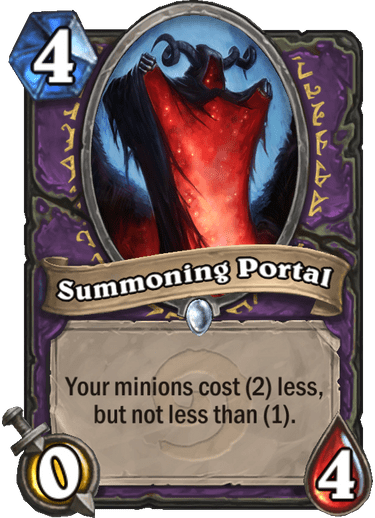 4
Summoning Portal
Your minions cost (2) less,
but not less than (1).
0
4